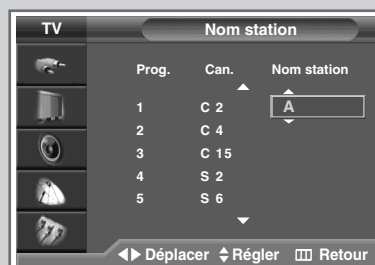 TV
Nom station
Prog. Can. Nom station
1 C 2 A
2 C 4
3 C 15
4 S 2
5 S 6
Déplacer Régler Retour